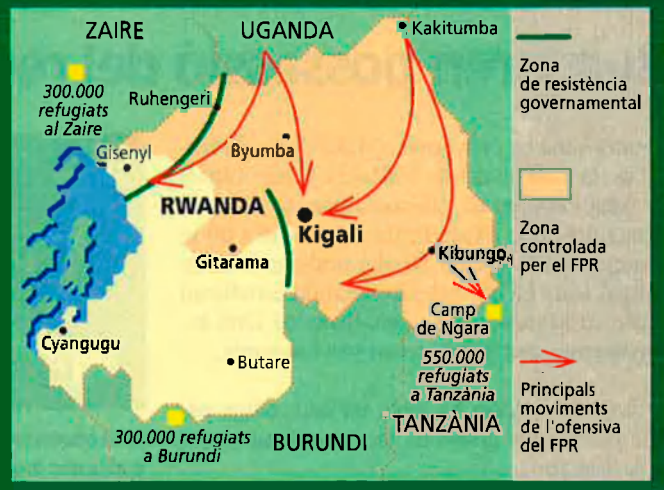 ZAIRE
UGANDA
Kakitumba
300.000
refugiats
al Zaire
Ruhengeri
Gisenyl
Byumba
RWANDA
Kigali
Gitarama
Kibungo
Camp
de Ngara
Cyangugu
Butare
550.000
refugiats
a Tanzània
300.000 refugiats
a Burundi
BURUNDI
TANZÀNIA
Zona
de resistència
governamental
Zona
controlada
per el FPR
Principals
moviments
de l'ofensiva
del FPR